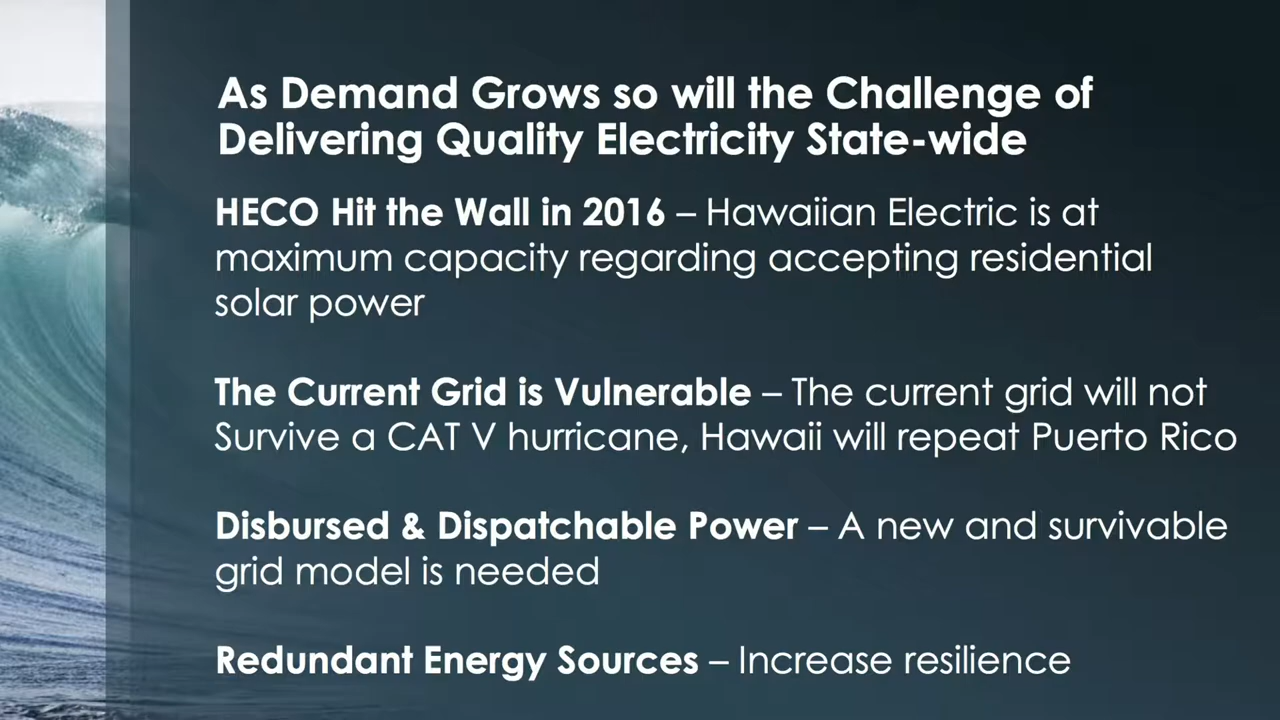 As Demand Grows so will the Challenge of
Delivering Quality Electricity State-wide
HECO Hit the Wall in 2016 – Hawaiian Electric is at
maximum capacity regarding accepting residential
solar power
The Current Grid is Vulnerable – The current grid will not
Survive a CAT V hurricane, Hawaii will repeat Puerto Rico
Disbursed & Dispatchable Power – A new and survivable
grid model is needed
Redundant Energy Sources – Increase resilience